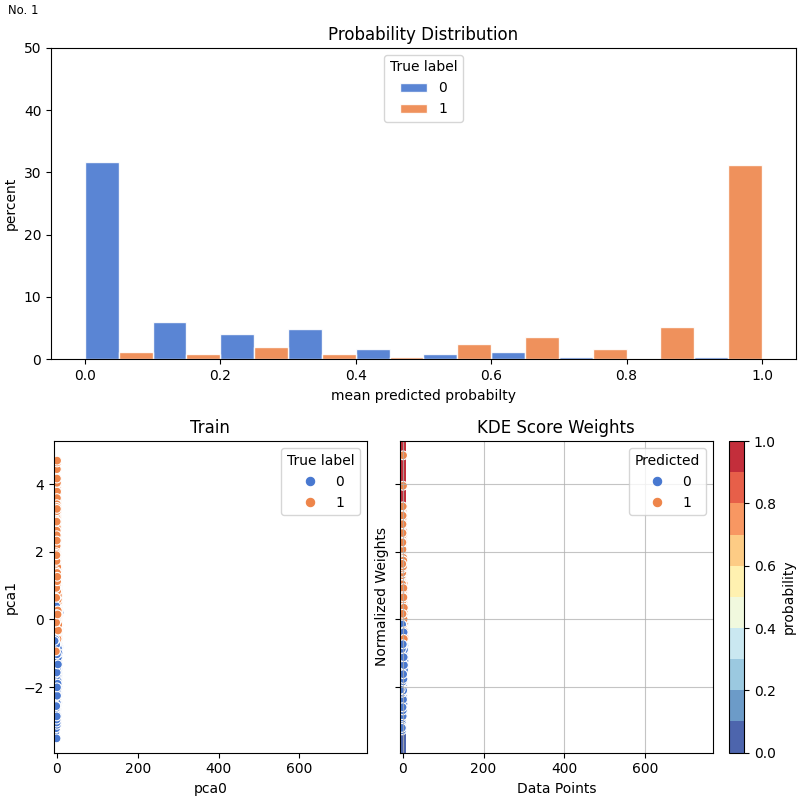 No. 1
Probability Distribution
50
40
30
20
10
0
percent
True label
0
1
0.0 0.2 0.4 0.6 0.8 1.0
mean predicted probabilty
Train
4
2
0
−2
pca1
True label
0
1
0 200 400 600
pca0
KDE Score Weights
Normalized Weights
Predicted
0
1
0 200 400 600
Data Points
1.0
0.8
0.6
0.4
0.2
0.0
probability